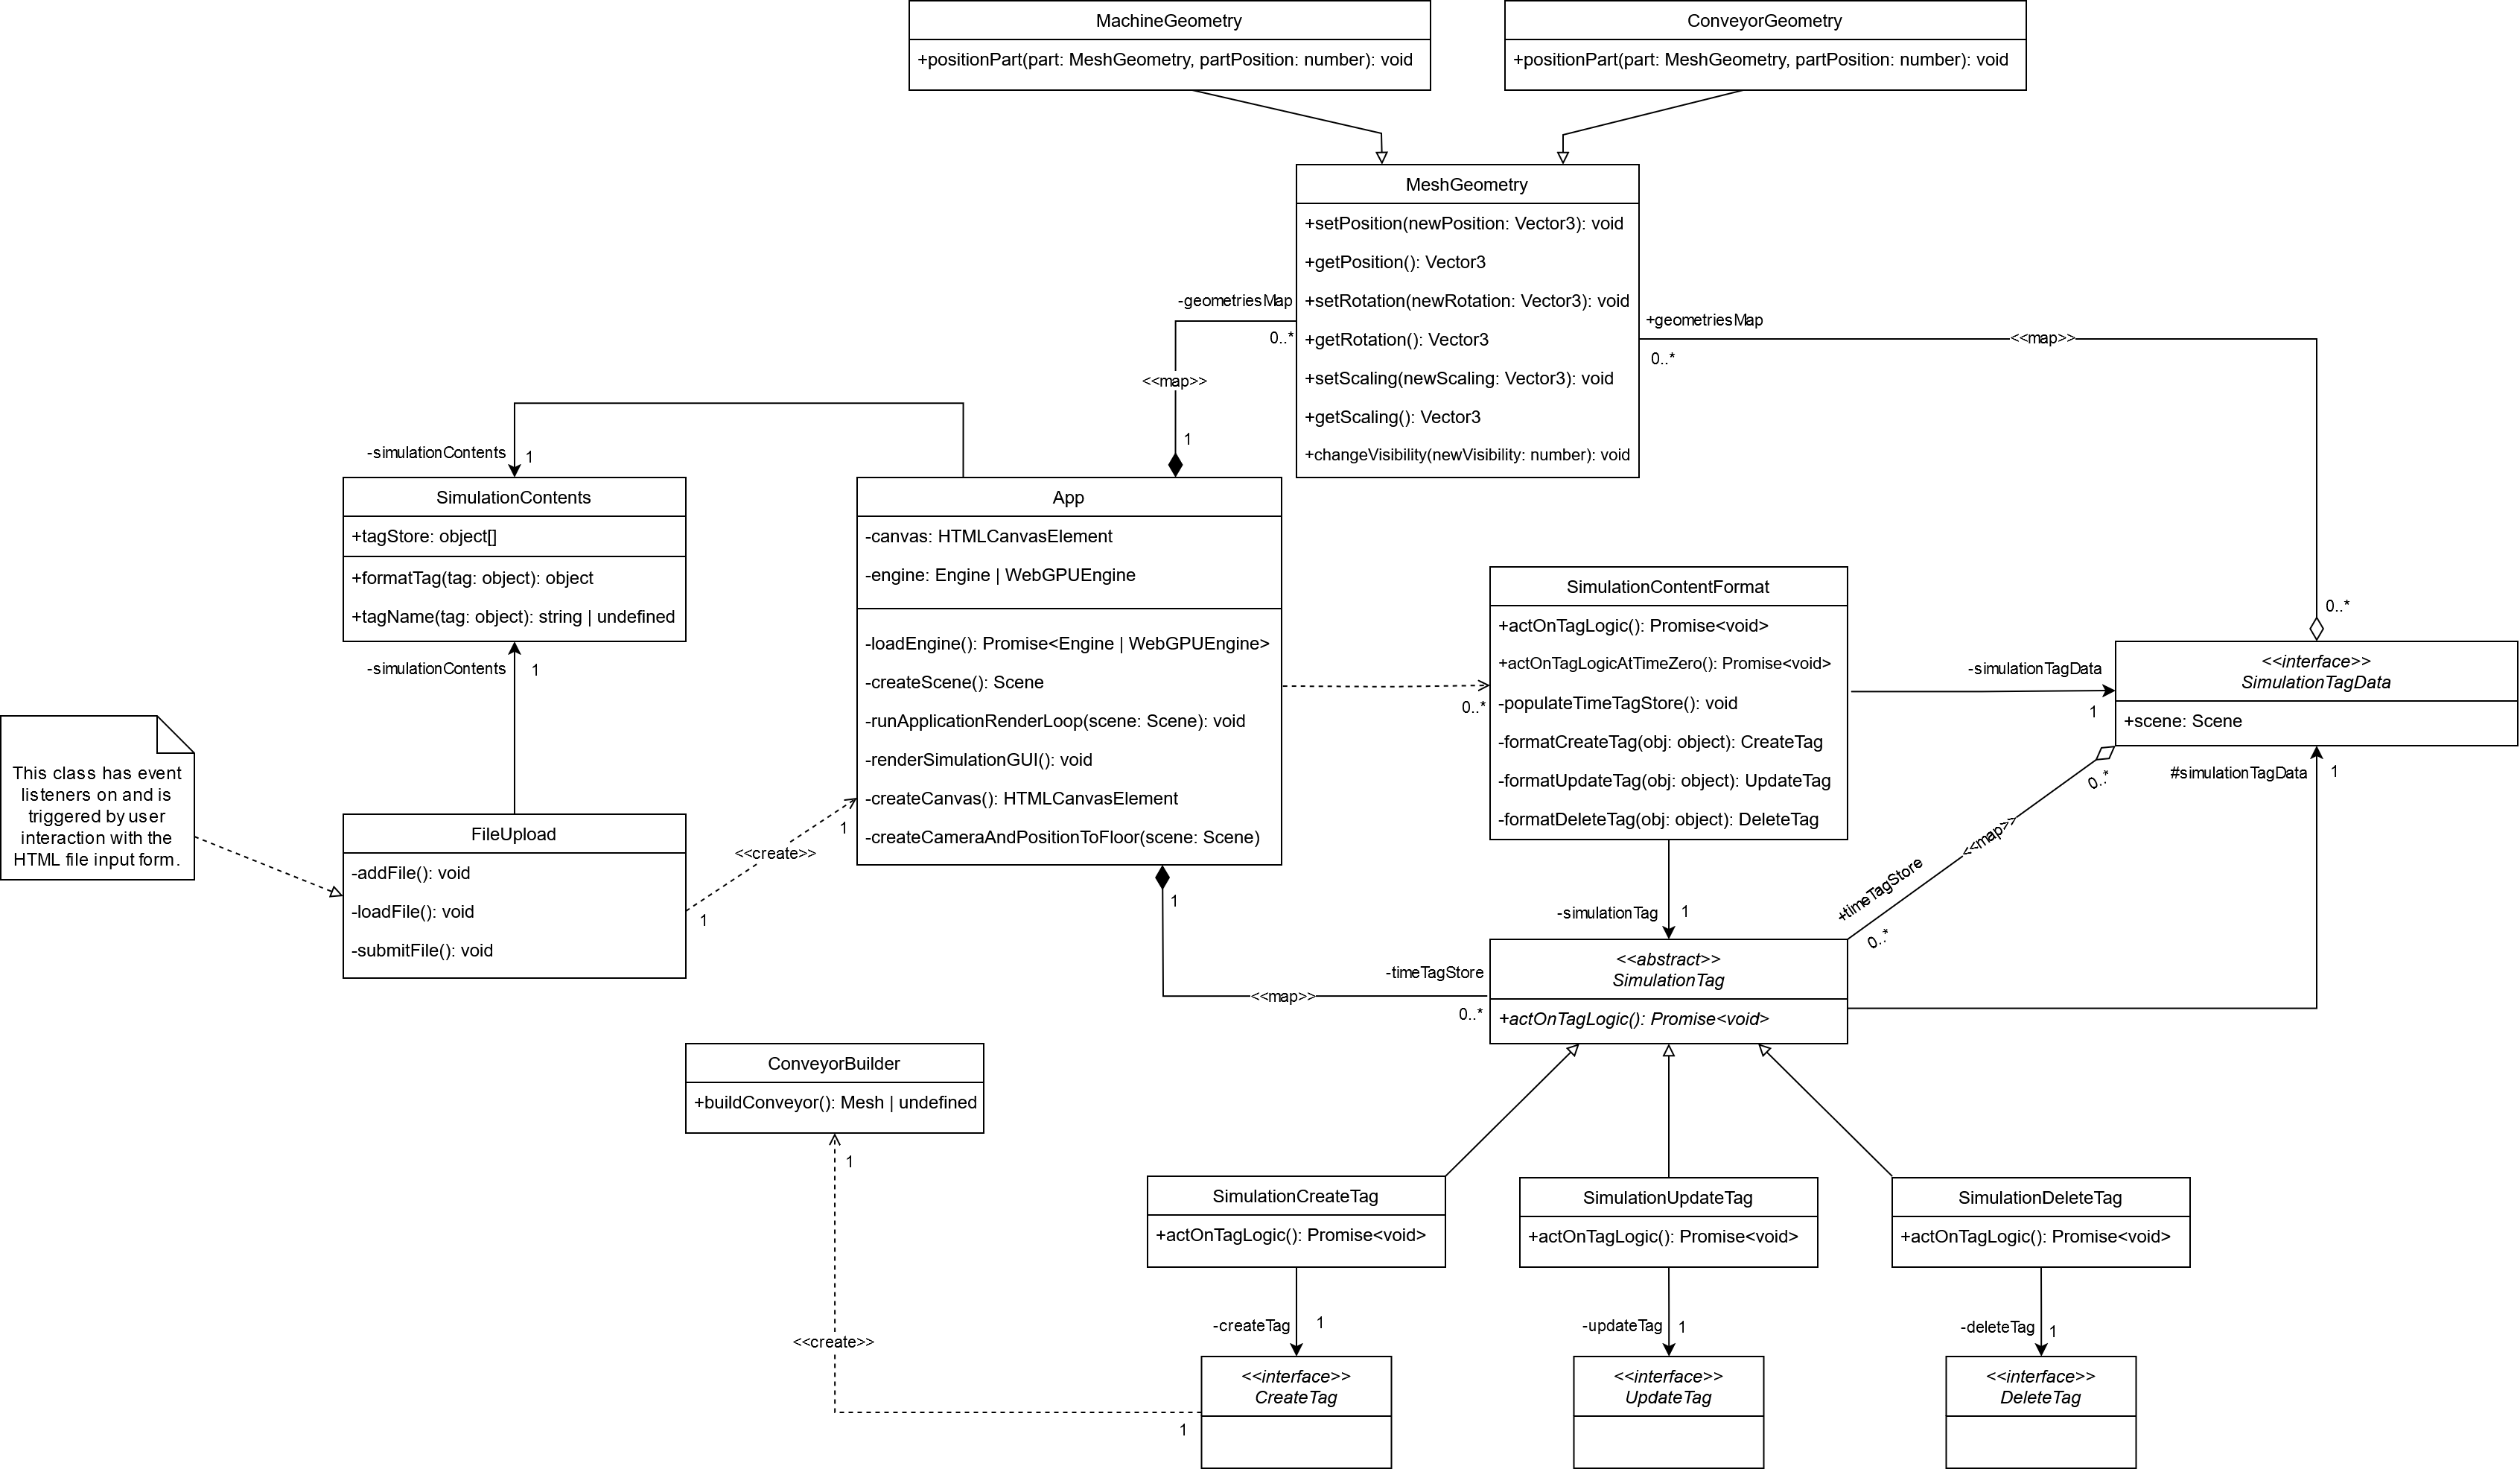 MachineGeometry
+positionPart(part: MeshGeometry, partPosition: number): void
ConveyorGeometry
+positionPart(part: MeshGeometry, partPosition: number): void
MeshGeometry
+setPosition(newPosition: Vector3): void
+getPosition(): Vector3
+setRotation(newRotation: Vector3): void
+getRotation(): Vector3
+setScaling(newScaling: Vector3): void
+getScaling(): Vector3
+changeVisibility(newVisibility: number): void
-geometriesMap
0..*
<<map>>
1
+geometriesMap
0..*
<<map>>
0..*
-simulationContents
1
SimulationContents
+tagStore: object[]
+formatTag(tag: object): object
+tagName(tag: object): string | undefined
-simulationContents
1
App
-canvas: HTMLCanvasElement
-engine: Engine | WebGPUEngine
-loadEngine(): Promise<Engine | WebGPUEngine>
-createScene(): Scene
-runApplicationRenderLoop(scene: Scene): void
-renderSimulationGUI(): void
-createCanvas(): HTMLCanvasElement
-createCameraAndPositionToFloor(scene: Scene)
0..*
SimulationContentFormat
+actOnTagLogic(): Promise<void>
+actOnTagLogicAtTimeZero(): Promise<void>
-populateTimeTagStore(): void
-formatCreateTag(obj: object): CreateTag
-formatUpdateTag(obj: object): UpdateTag
-formatDeleteTag(obj: object): DeleteTag
-simulationTagData
1
<<interface>>
SimulationTagData
+scene: Scene
#simulationTagData
1
0..*
<<map>>
+timeTagStore
0..*
This class has event
listeners on and is
triggered by user
interaction with the
HTML file input form.
FileUpload
-addFile(): void
-loadFile(): void
-submitFile(): void
1
<<create>>
1
1
-timeTagStore
<<map>>
0..*
-simulationTag
1
<<abstract>>
SimulationTag
+actOnTagLogic(): Promise<void>
ConveyorBuilder
+buildConveyor(): Mesh | undefined
1
<<create>>
1
SimulationCreateTag
+actOnTagLogic(): Promise<void>
SimulationUpdateTag
+actOnTagLogic(): Promise<void>
SimulationDeleteTag
+actOnTagLogic(): Promise<void>
-createTag
1
-updateTag
1
-deleteTag
1
<<interface>>
CreateTag
<<interface>>
UpdateTag
<<interface>>
DeleteTag